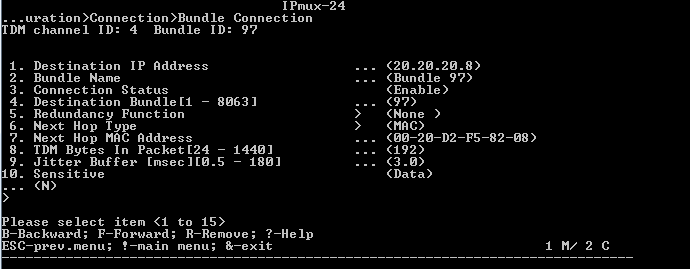 IPmux-24
...uration>Connection>Bundle Connection
TDM channel ID: 4 Bundle ID: 97
1. Destination IP Address ... (20.20.20.8)
2. Bundle Name ... (Bundle 97)
3. Connection Status (Enable)
4. Destination Bundle[1 - 8063] ... (97)
5. Redundancy Function > (None )
6. Next Hop Type > (MAC)
7. Next Hop MAC Address ... (00-20-D2-F5-82-08)
8. TDM Bytes In Packet[24 - 1440] ... (192)
9. Jitter Buffer [msec][0.5 - 180] ... (3.0)
10. Sensitive (Data)
... (N)
>
Please select item <1 to 15>
B-Backward; F-Forward; R-Remove; ?-Help
ESC-prev.menu; !-main menu; &-exit 1 M/ 2 C